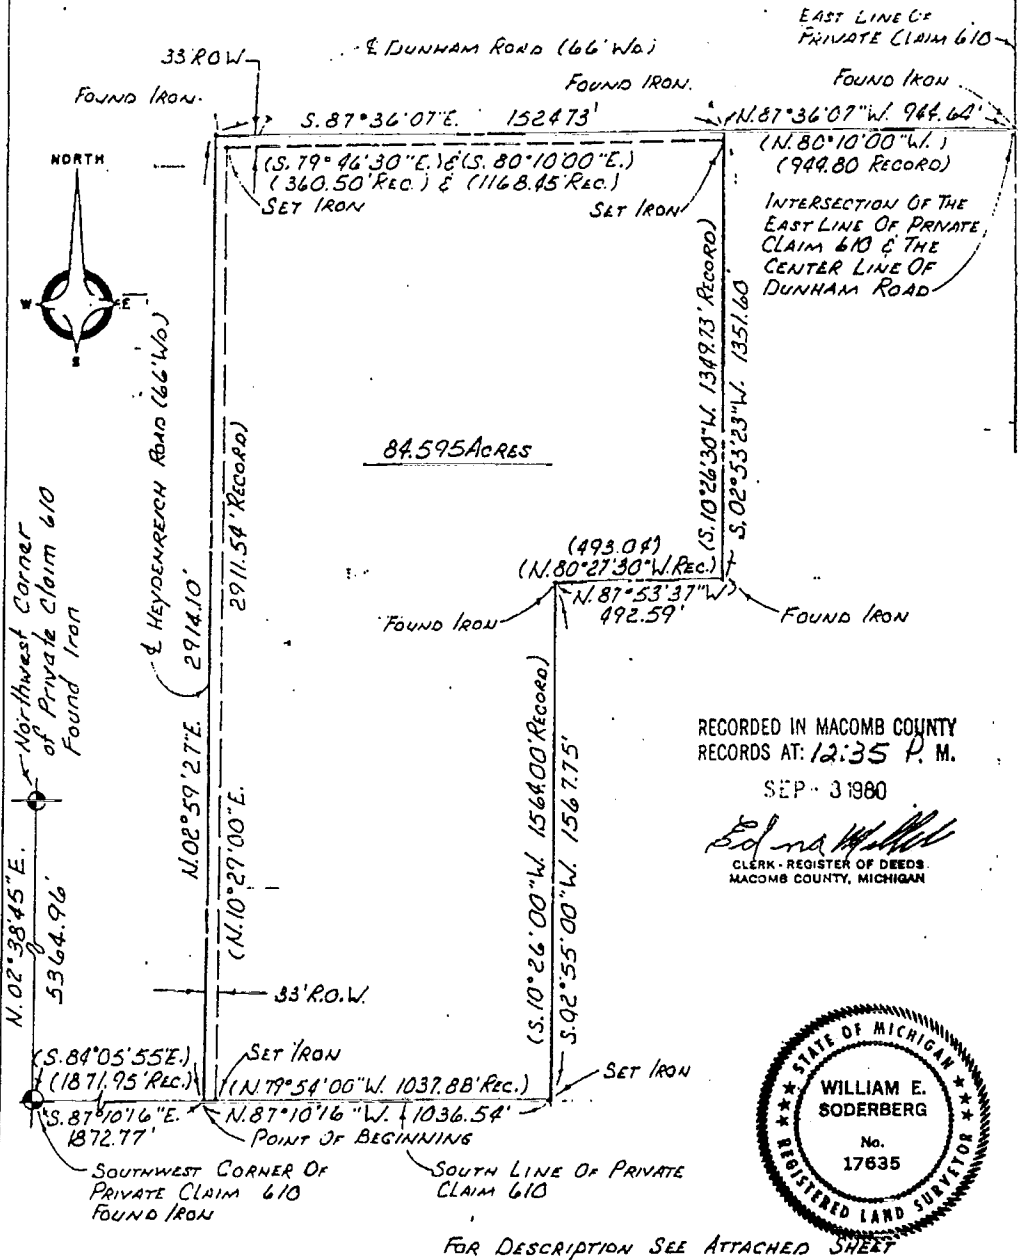 EAST LINE OF
PRIVATE CLAIM 610
℄ DUNHAM ROAD (66' WD)
33' ROW
FOUND IRON.
FOUND IRON.
FOUND IRON
S. 87°36'07"E. 1524.73'
N. 87°36'07"W. 944.64'
(N. 80°10'00"W.)
(944.80 RECORD)
(S. 79°46'30"E.) & (S. 80°10'00"E.)
(360.50' REC.) & (1168.45' REC.)
SET IRON
SET IRON
INTERSECTION OF THE
EAST LINE OF PRIVATE
CLAIM 610 & THE
CENTER LINE OF
DUNHAM ROAD
NORTH
W
E
S
℄ HEYDENREICH ROAD (66' WD)
N. 02°59'27"E. 2914.10'
(N. 10°27'00"E. 2911.54' RECORD)
84.595 ACRES
(S. 10°26'30"W. 1349.73' RECORD)
S. 02°53'23"W. 1351.60'
(493.04)
(N. 80°27'30"W. REC.)
N. 87°53'37"W
492.59'
FOUND IRON
FOUND IRON
Northwest Corner
of Private Claim 610
Found Iron
(S. 10°26'00"W. 1564.00' RECORD)
S. 02°55'00"W. 1567.75'
RECORDED IN MACOMB COUNTY
RECORDS AT: 12:35 P. M.
SEP - 3 1980
Edna Miller
CLERK - REGISTER OF DEEDS
MACOMB COUNTY, MICHIGAN
N. 02°38'45"E.
5364.96'
33' R.O.W.
(S. 84°05'55"E.)
(1871.95' REC.)
S. 87°10'16"E.
1872.77'
SET IRON
(N. 79°54'00"W. 1037.88' REC.)
N. 87°10'16"W. 1036.54'
SET IRON
POINT OF BEGINNING
SOUTHWEST CORNER OF
PRIVATE CLAIM 610
FOUND IRON
SOUTH LINE OF PRIVATE
CLAIM 610
STATE OF MICHIGAN
WILLIAM E.
SODERBERG
No.
17635
REGISTERED LAND SURVEYOR
FOR DESCRIPTION SEE ATTACHED SHEET